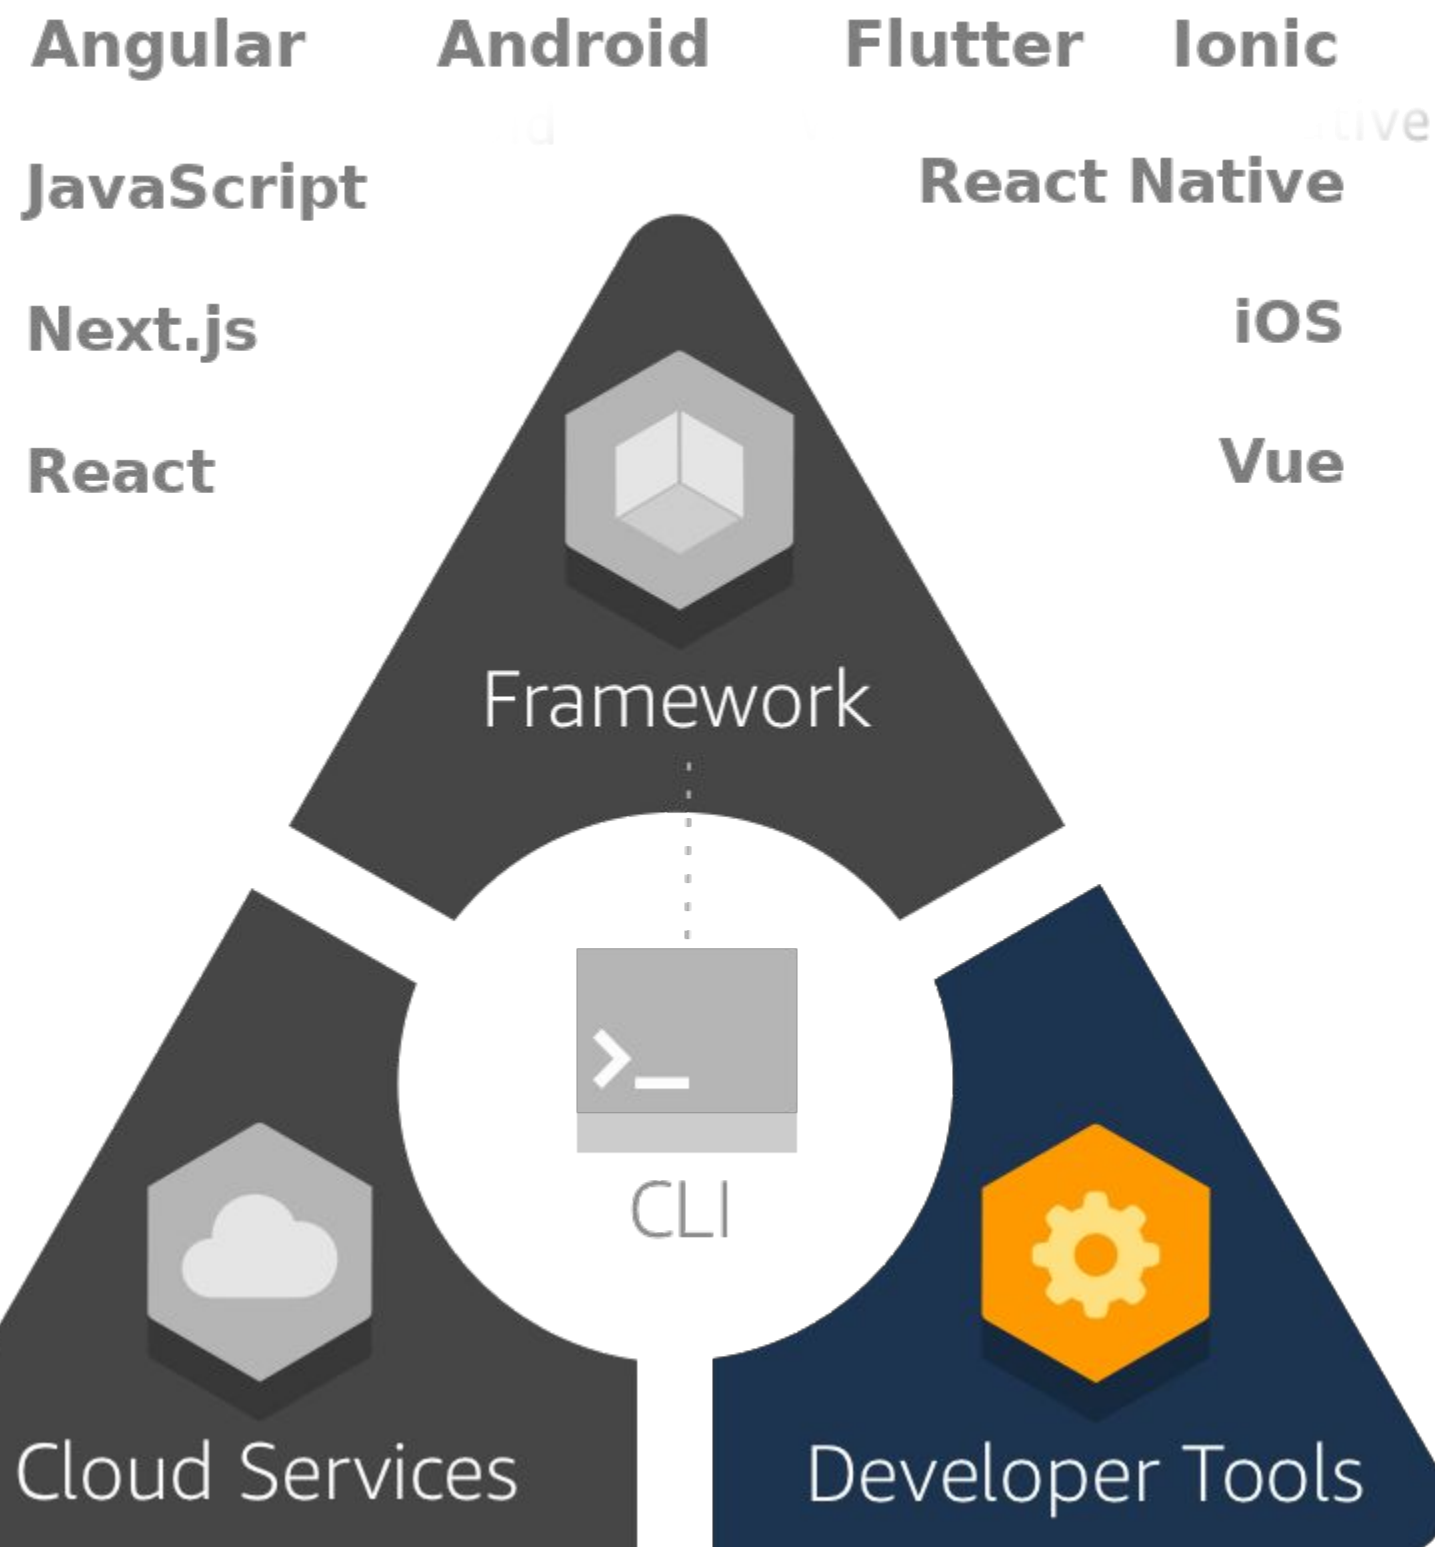 Angular Android Flutter Ionic
JavaScript React Native
Next.js iOS
React Vue
Framework
>_
CLI
Cloud Services Developer Tools